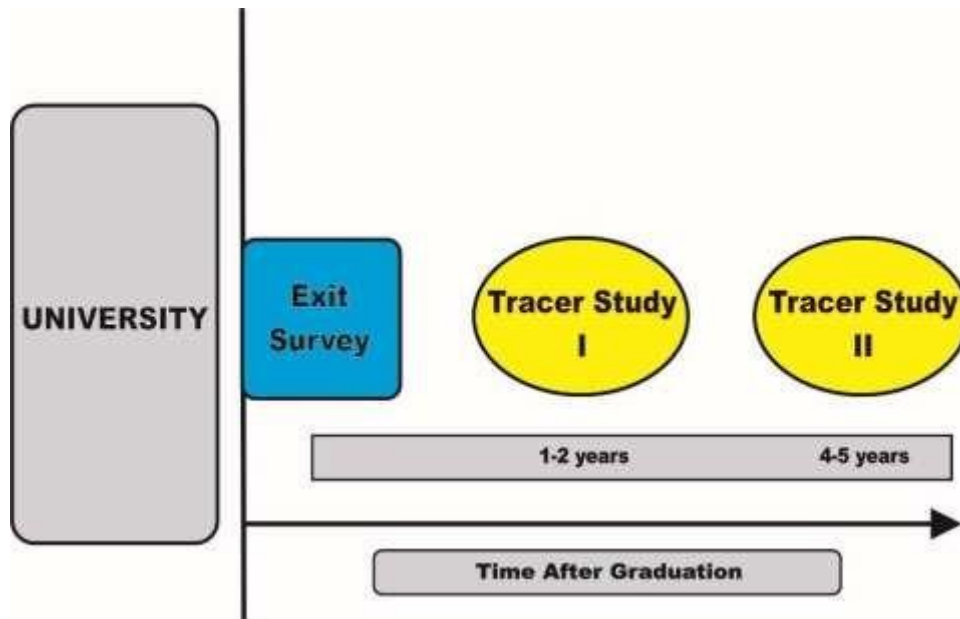 UNIVERSITY
Exit
Survey
Tracer Study
I
Tracer Study
II
1-2 years
4-5 years
Time After Graduation